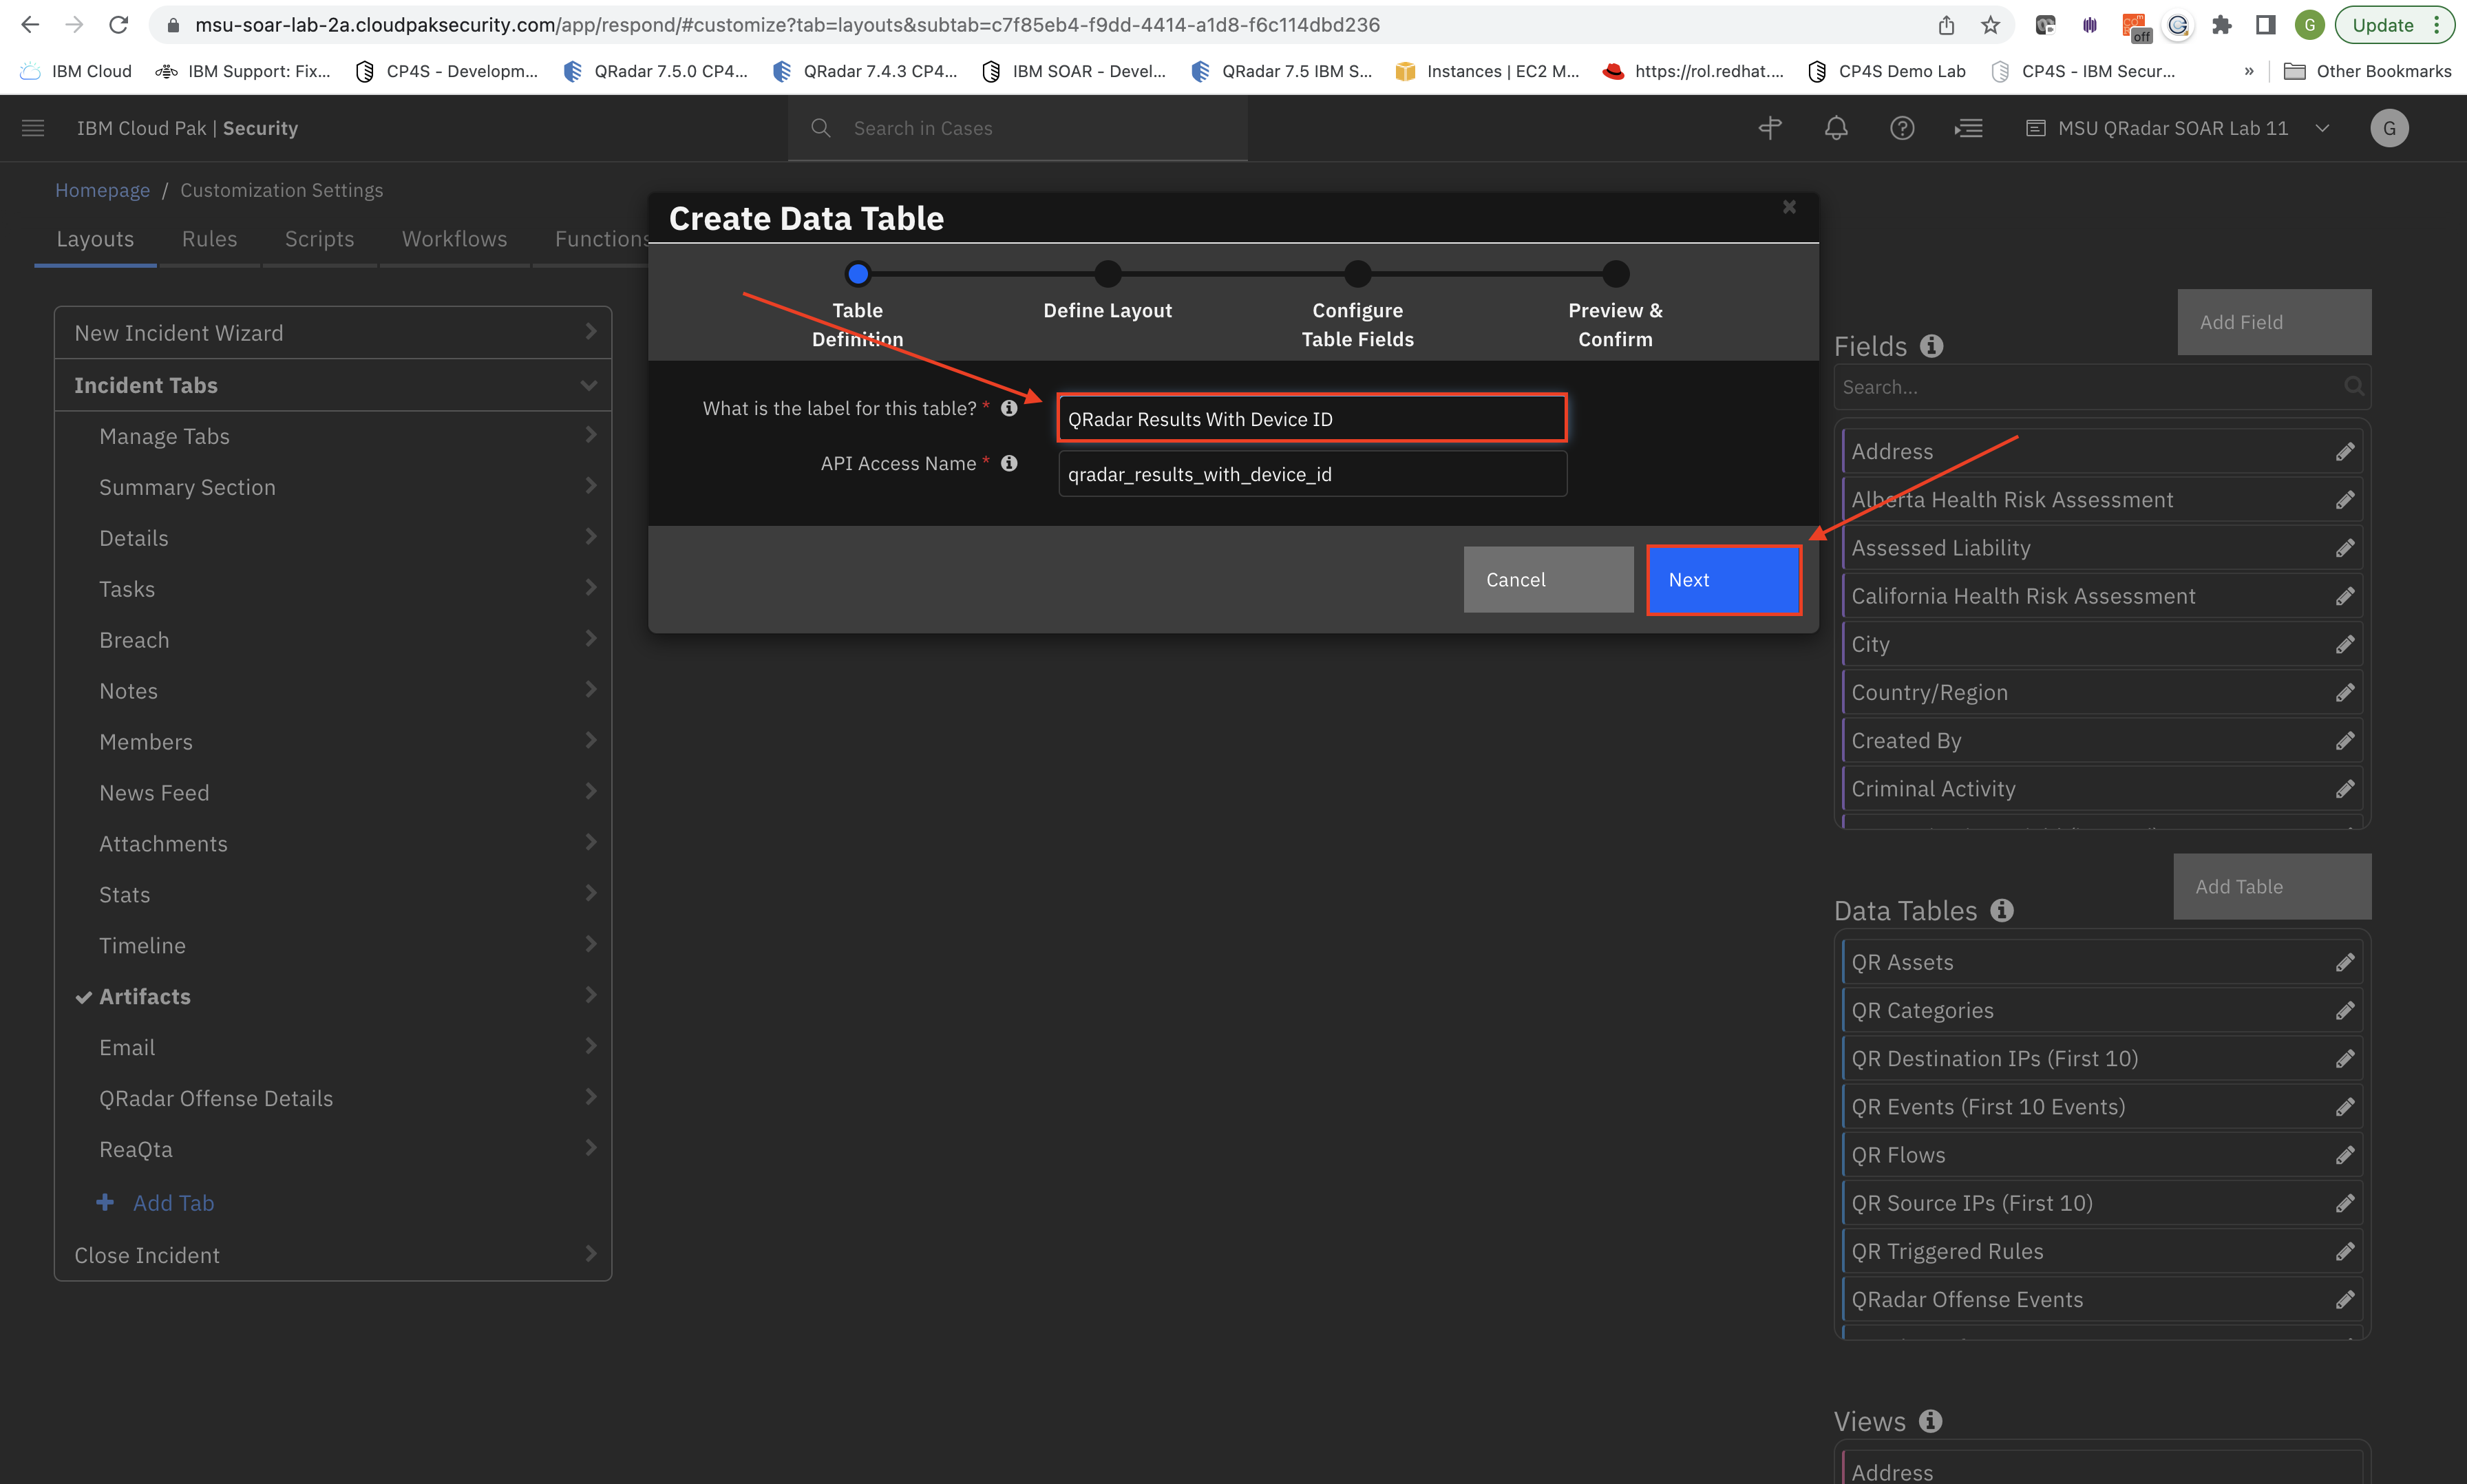 msu-soar-lab-2a.cloudpaksecurity.com/app/respond/#customize?tab=layouts&subtab=c7f85eb4-f9dd-4414-a1d8-f6c114dbd236
off
G
Update
IBM Cloud
IBM Support: Fix...
CP4S - Developm...
QRadar 7.5.0 CP4...
QRadar 7.4.3 CP4...
IBM SOAR - Devel...
QRadar 7.5 IBM S...
Instances | EC2 M...
https://rol.redhat....
CP4S Demo Lab
CP4S - IBM Secur...
»
Other Bookmarks
IBM Cloud Pak | Security
Search in Cases
MSU QRadar SOAR Lab 11
G
Homepage / Customization Settings
Layouts
Rules
Scripts
Workflows
Functions
New Incident Wizard
Incident Tabs
Manage Tabs
Summary Section
Details
Tasks
Breach
Notes
Members
News Feed
Attachments
Stats
Timeline
Artifacts
Email
QRadar Offense Details
ReaQta
+ Add Tab
Close Incident
Create Data Table
Table
Definition
Define Layout
Configure
Table Fields
Preview &
Confirm
What is the label for this table? *
QRadar Results With Device ID
API Access Name *
qradar_results_with_device_id
Cancel
Next
Add Field
Fields
Search...
Address
Alberta Health Risk Assessment
Assessed Liability
California Health Risk Assessment
City
Country/Region
Created By
Criminal Activity
Add Table
Data Tables
QR Assets
QR Categories
QR Destination IPs (First 10)
QR Events (First 10 Events)
QR Flows
QR Source IPs (First 10)
QR Triggered Rules
QRadar Offense Events
Views
Address